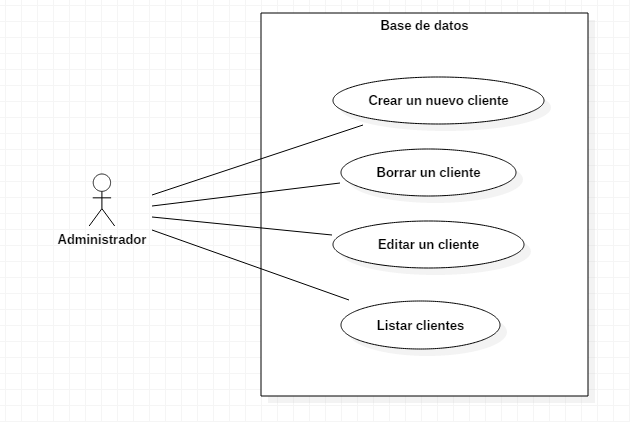 Base de datos
Crear un nuevo cliente
Borrar un cliente
Administrador
Editar un cliente
Listar clientes